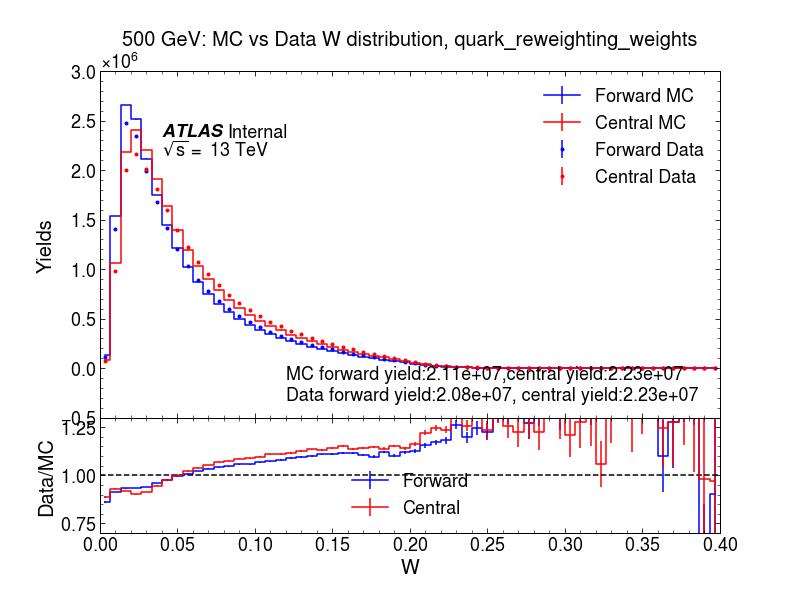 500 GeV: MC vs Data W distribution, quark_reweighting_weights
×10⁶
3.0
2.5
2.0
1.5
1.0
0.5
0.0
0.5
Yields
ATLAS Internal
√s = 13 TeV
Forward MC
Central MC
Forward Data
Central Data
MC forward yield:2.11e+07,central yield:2.23e+07
Data forward yield:2.08e+07, central yield:2.23e+07
1.25
1.00
0.75
Data/MC
Forward
Central
0.00 0.05 0.10 0.15 0.20 0.25 0.30 0.35 0.40
W